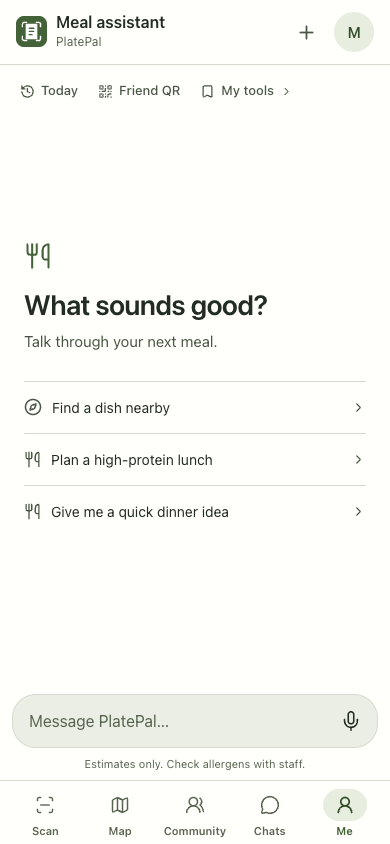 Meal assistant
PlatePal
M
Today
Friend QR
My tools
What sounds good?
Talk through your next meal.
Find a dish nearby
Plan a high-protein lunch
Give me a quick dinner idea
Message PlatePal...
Estimates only. Check allergens with staff.
Scan
Map
Community
Chats
Me